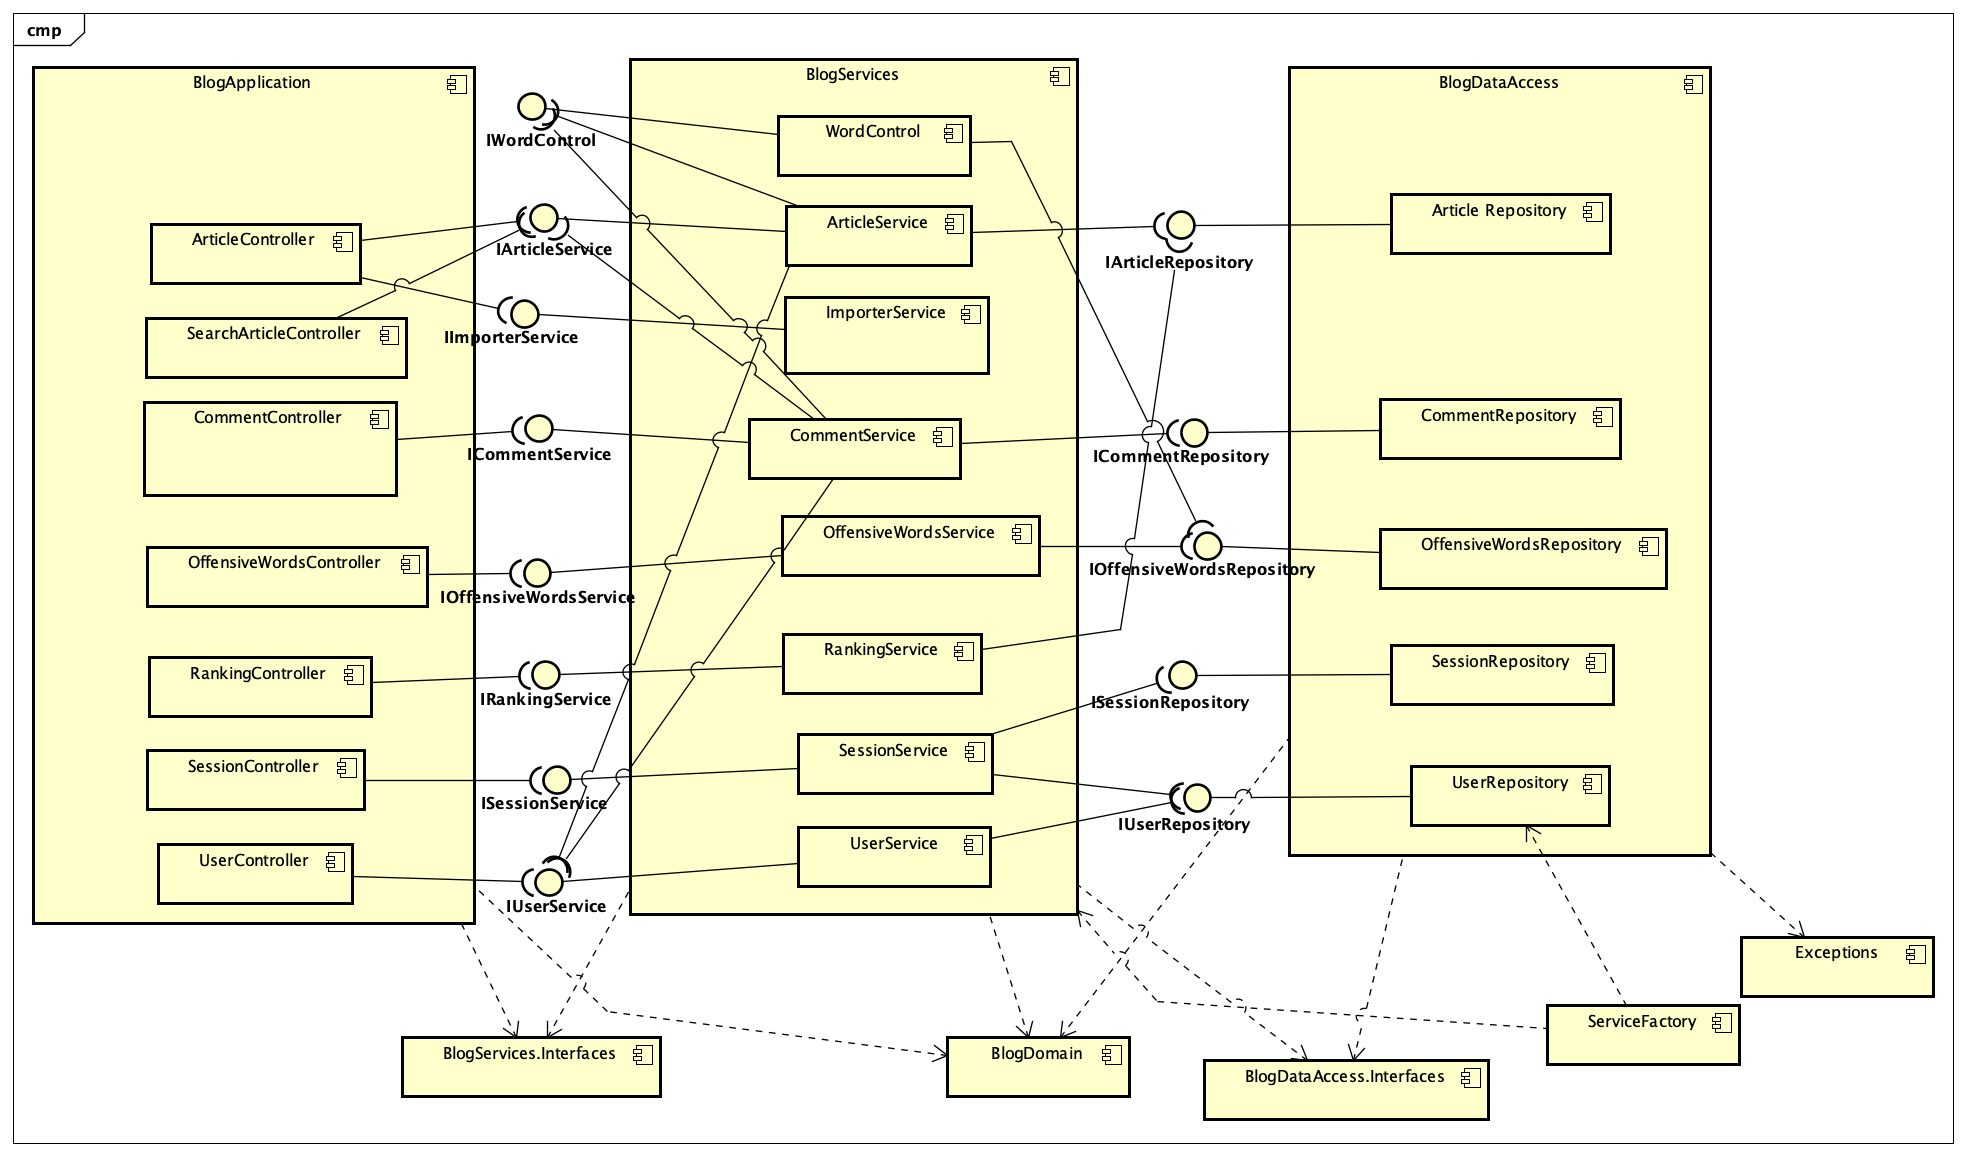 cmp
BlogApplication
BlogServices
BlogDataAccess
IWordControl
WordControl
ArticleController
IArticleService
ArticleService
IArticleRepository
Article Repository
SearchArticleController
IImporterService
ImporterService
CommentController
ICommentService
CommentService
ICommentRepository
CommentRepository
OffensiveWordsController
IOffensiveWordsService
OffensiveWordsService
IOffensiveWordsRepository
OffensiveWordsRepository
RankingController
IRankingService
RankingService
ISessionRepository
SessionRepository
SessionController
ISessionService
SessionService
IUserRepository
UserRepository
UserController
IUserService
UserService
Exceptions
ServiceFactory
BlogServices.Interfaces
BlogDomain
BlogDataAccess.Interfaces